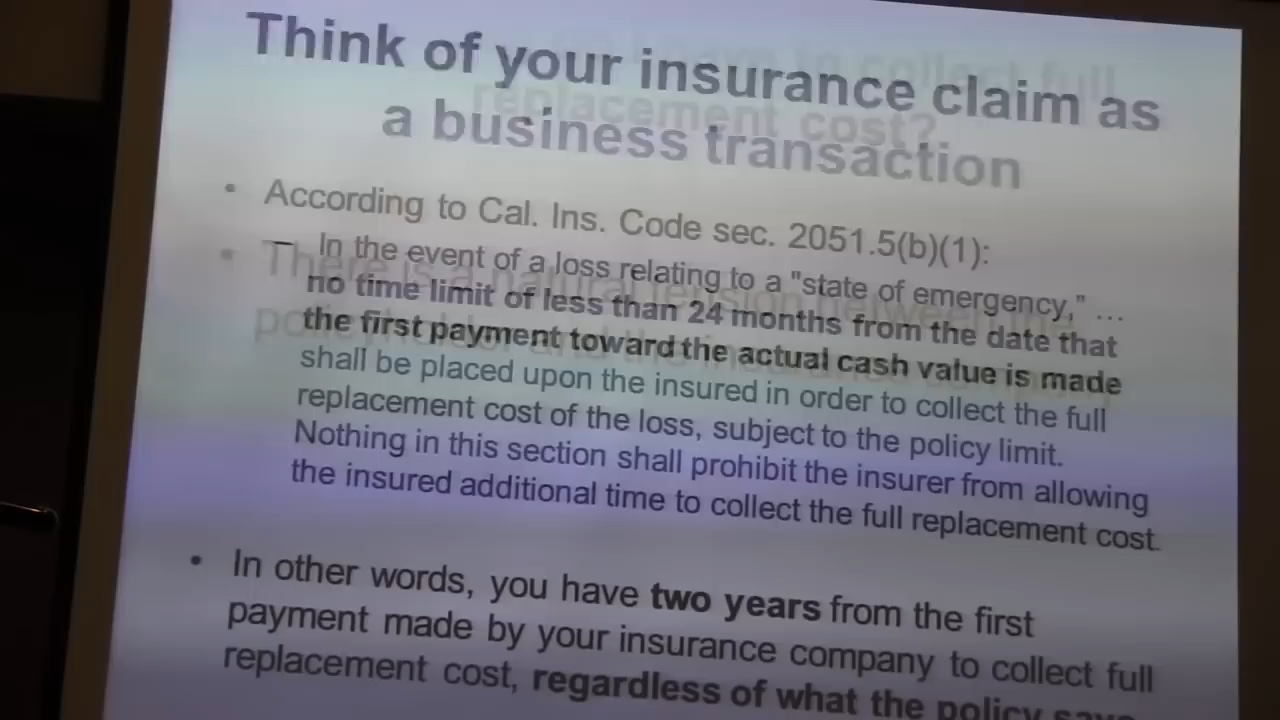 Think of your insurance claim as
a business transaction
replacement cost?
• According to Cal. Ins. Code sec. 2051.5(b)(1):
– In the event of a loss relating to a "state of emergency," ...
no time limit of less than 24 months from the date that
the first payment toward the actual cash value is made
shall be placed upon the insured in order to collect the full
replacement cost of the loss, subject to the policy limit.
Nothing in this section shall prohibit the insurer from allowing
the insured additional time to collect the full replacement cost.
• In other words, you have two years from the first
payment made by your insurance company to collect full
replacement cost, regardless of what the policy says